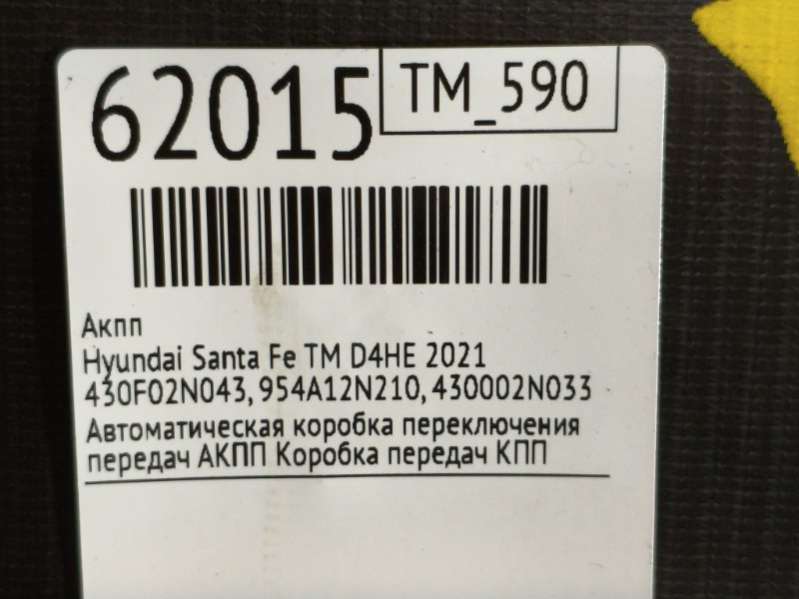 62015
TM_590
Акпп
Hyundai Santa Fe TM D4HE 2021
430F02N043, 954A12N210, 430002N033
Автоматическая коробка переключения
передач АКПП Коробка передач КПП